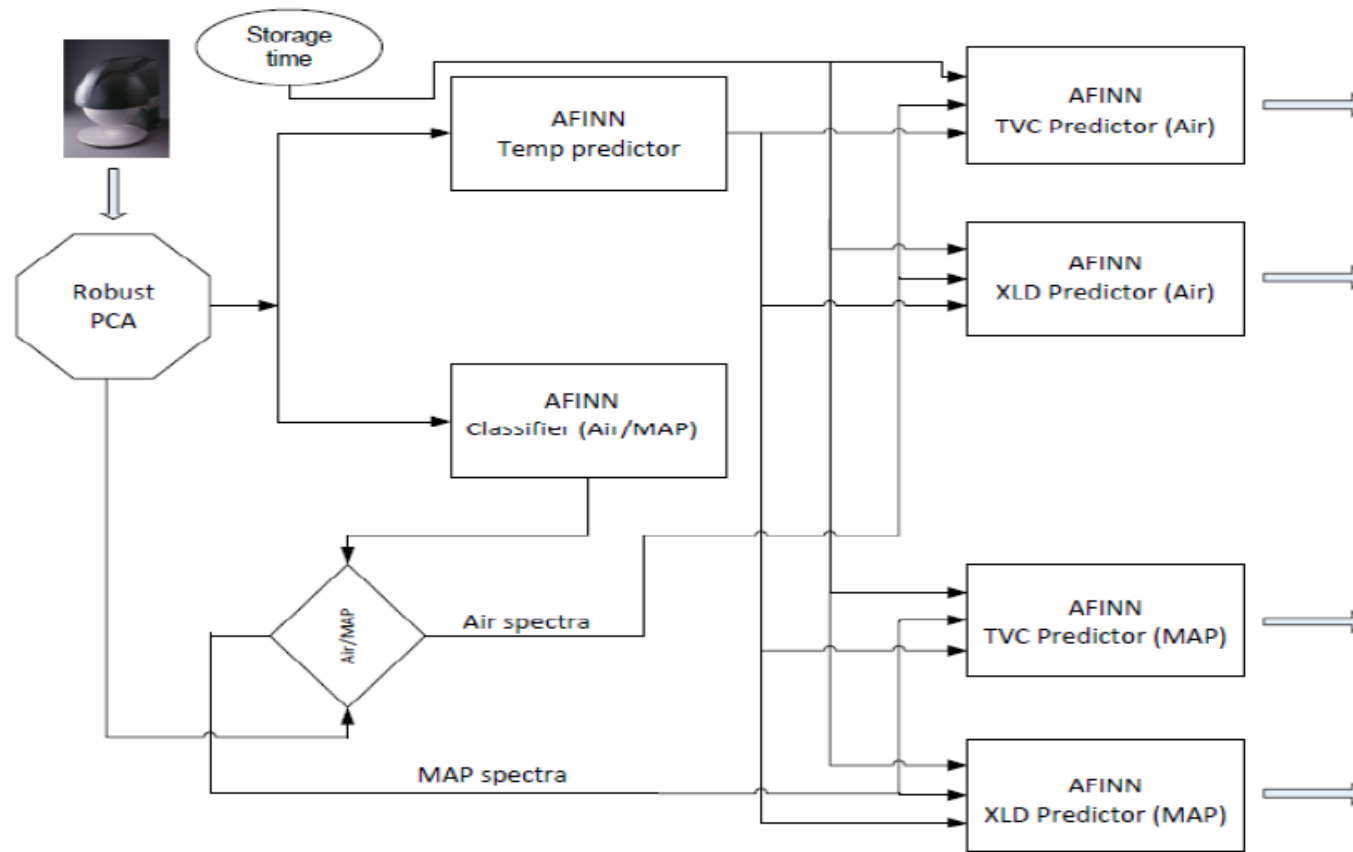 Storage
time
AFINN
Temp predictor
AFINN
TVC Predictor (Air)
Robust
PCA
AFINN
XLD Predictor (Air)
AFINN
Classifier (Air/MAP)
Air/MAP
Air spectra
AFINN
TVC Predictor (MAP)
MAP spectra
AFINN
XLD Predictor (MAP)